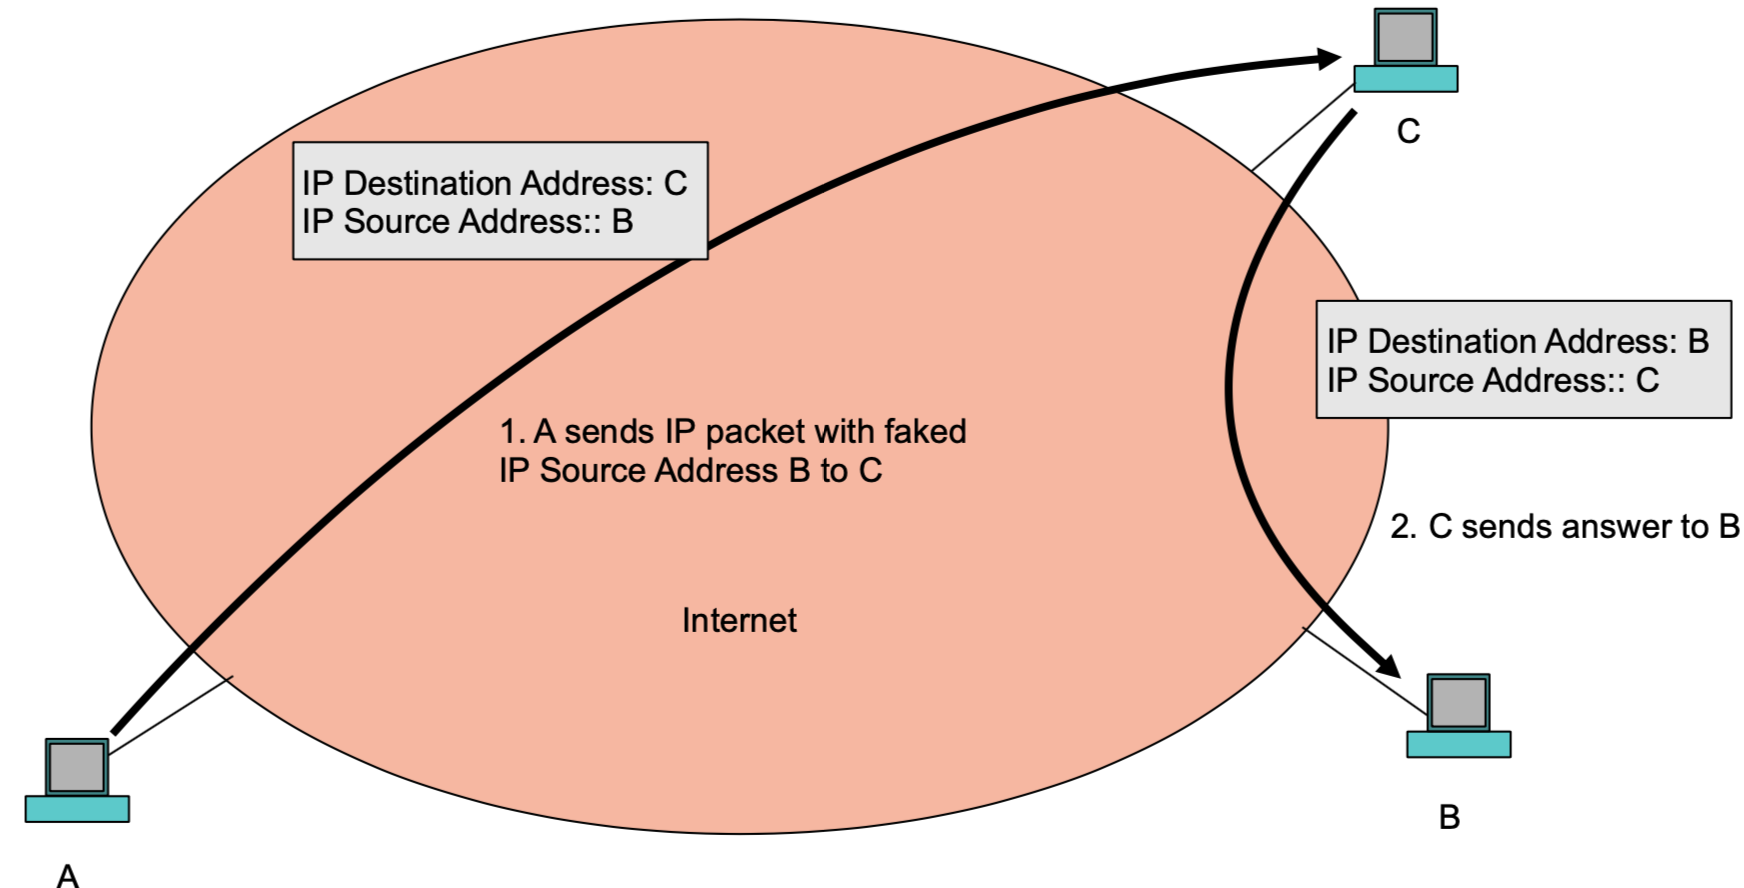 C
IP Destination Address: C
IP Source Address:: B
IP Destination Address: B
IP Source Address:: C
1. A sends IP packet with faked
IP Source Address B to C
2. C sends answer to B
Internet
B
A